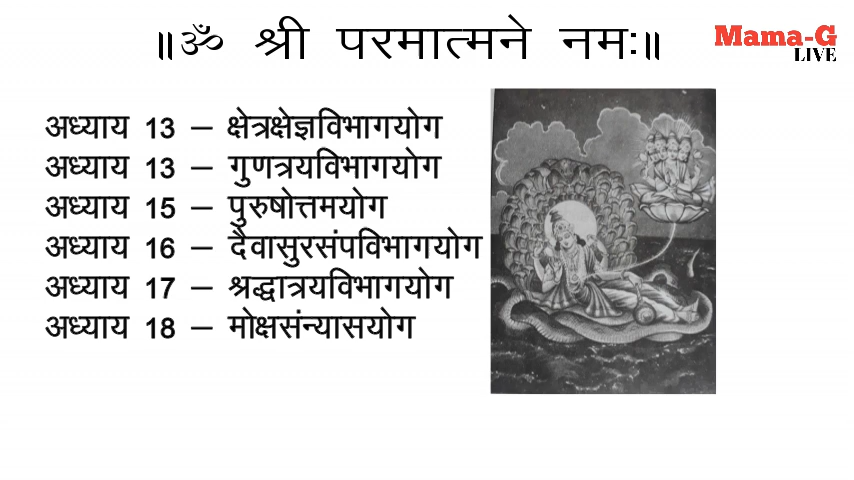 ॥ॐ श्री परमात्मने नमः॥
Mama-G
LIVE
अध्याय 13 – क्षेत्रक्षेज्ञविभागयोग
अध्याय 13 – गुणत्रयविभागयोग
अध्याय 15 – पुरुषोत्तमयोग
अध्याय 16 – दैवासुरसंपविभागयोग
अध्याय 17 – श्रद्धात्रयविभागयोग
अध्याय 18 – मोक्षसंन्यासयोग